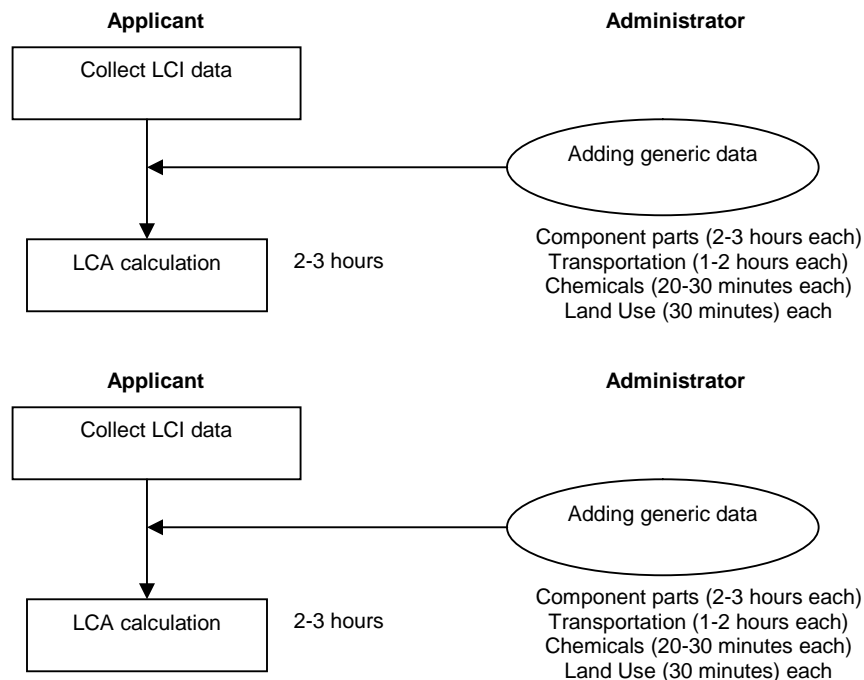 Applicant
Administrator
Collect LCI data
Adding generic data
LCA calculation
2-3 hours
Component parts (2-3 hours each)
Transportation (1-2 hours each)
Chemicals (20-30 minutes each)
Land Use (30 minutes) each
Applicant
Administrator
Collect LCI data
Adding generic data
LCA calculation
2-3 hours
Component parts (2-3 hours each)
Transportation (1-2 hours each)
Chemicals (20-30 minutes each)
Land Use (30 minutes) each